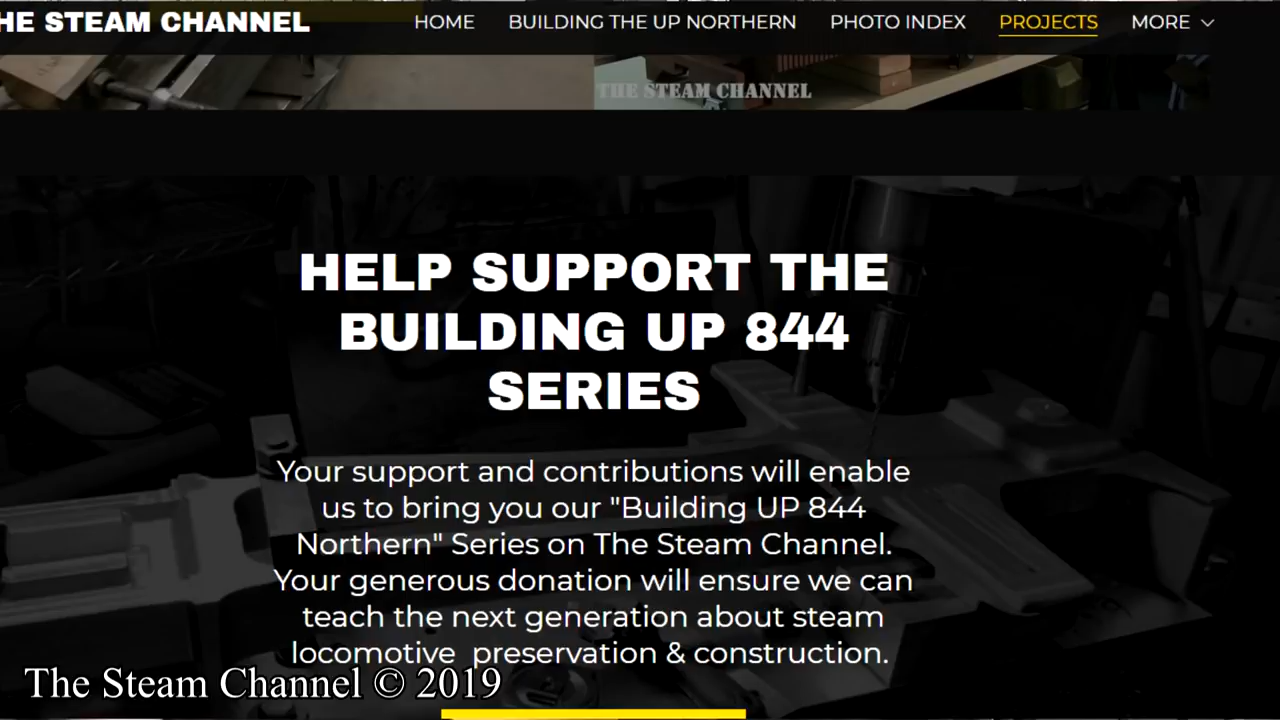 HE STEAM CHANNEL HOME BUILDING THE UP NORTHERN PHOTO INDEX PROJECTS MORE
THE STEAM CHANNEL
HELP SUPPORT THE
BUILDING UP 844
SERIES
Your support and contributions will enable
us to bring you our "Building UP 844
Northern" Series on The Steam Channel.
Your generous donation will ensure we can
teach the next generation about steam
locomotive preservation & construction.
The Steam Channel © 2019